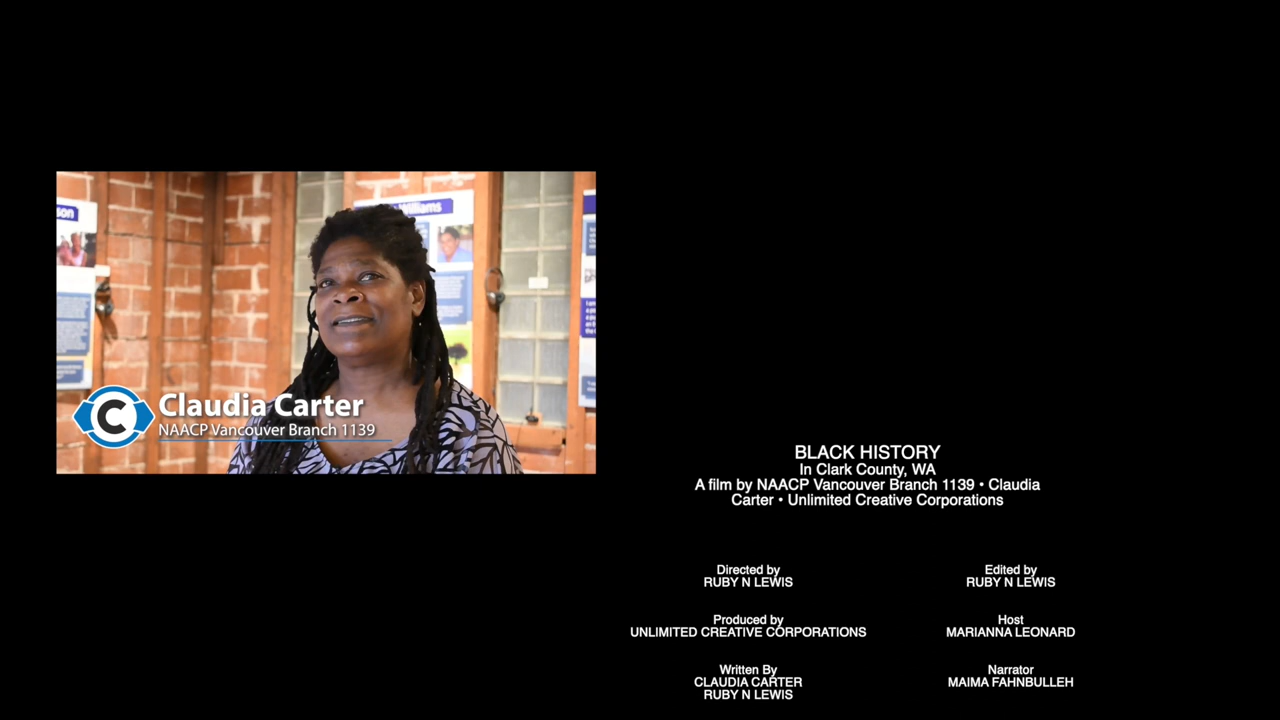 son
Williams
C
Claudia Carter
NAACP Vancouver Branch 1139
BLACK HISTORY
In Clark County, WA
A film by NAACP Vancouver Branch 1139 • Claudia
Carter • Unlimited Creative Corporations
Directed by
RUBY N LEWIS
Edited by
RUBY N LEWIS
Produced by
UNLIMITED CREATIVE CORPORATIONS
Host
MARIANNA LEONARD
Written By
CLAUDIA CARTER
RUBY N LEWIS
Narrator
MAIMA FAHNBULLEH